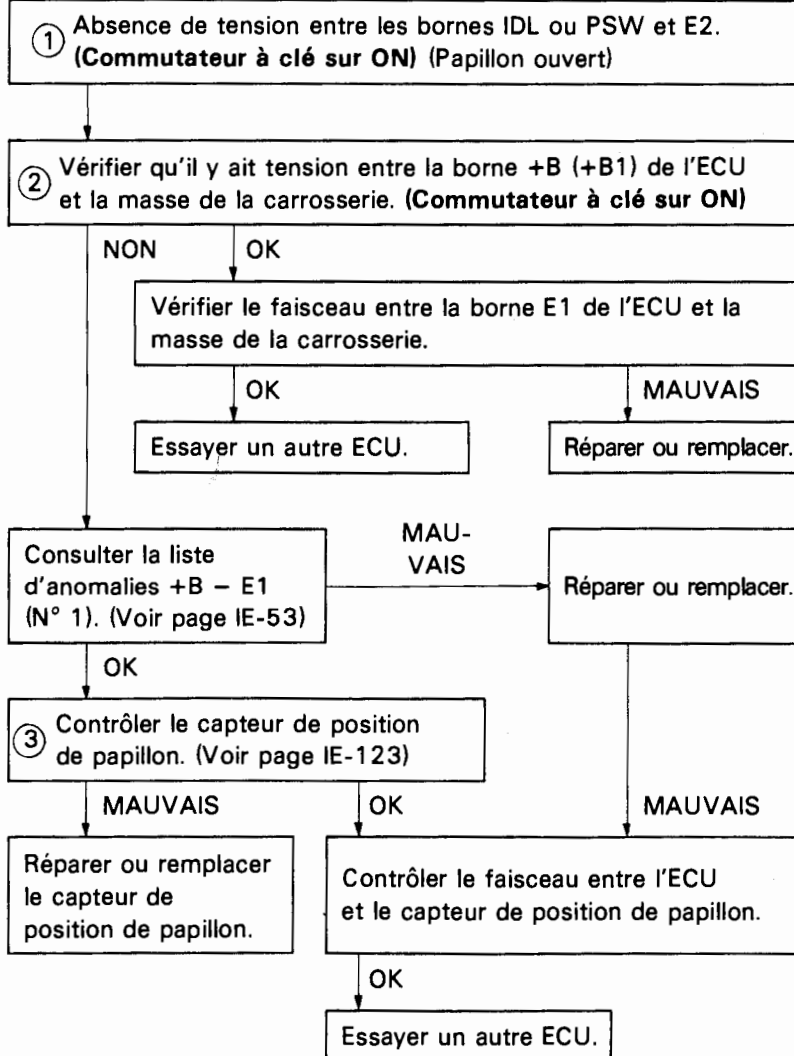 ① Absence de tension entre les bornes IDL ou PSW et E2.
(Commutateur à clé sur ON) (Papillon ouvert)
② Vérifier qu'il y ait tension entre la borne +B (+B1) de l'ECU
et la masse de la carrosserie. (Commutateur à clé sur ON)
NON
OK
Vérifier le faisceau entre la borne E1 de l'ECU et la
masse de la carrosserie.
OK
MAUVAIS
Essayer un autre ECU.
Réparer ou remplacer.
Consulter la liste
d'anomalies +B − E1
(N° 1). (Voir page IE-53)
MAU-
VAIS
Réparer ou remplacer.
OK
③ Contrôler le capteur de position
de papillon. (Voir page IE-123)
MAUVAIS
OK
MAUVAIS
Réparer ou remplacer
le capteur de
position de papillon.
Contrôler le faisceau entre l'ECU
et le capteur de position de papillon.
OK
Essayer un autre ECU.